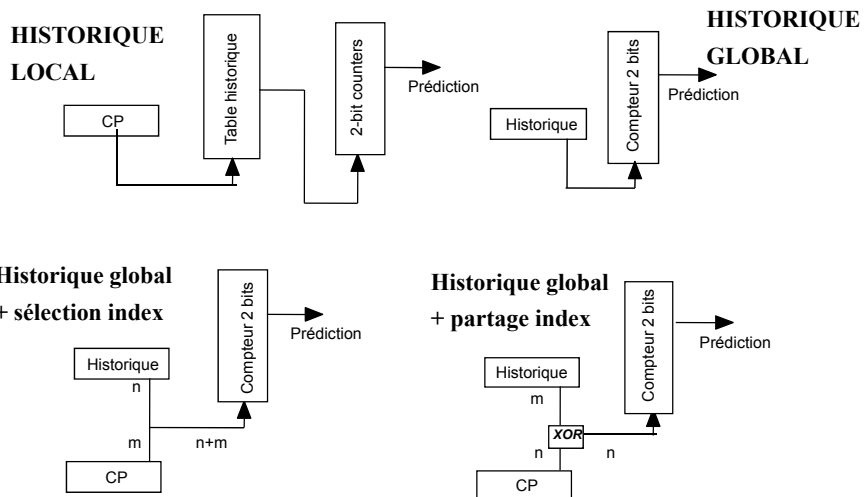 HISTORIQUE
LOCAL
CP
Table historique
2-bit counters
Prédiction
HISTORIQUE
GLOBAL
Historique
Compteur 2 bits
Prédiction
Historique global
+ sélection index
Historique
n
m
n+m
CP
Compteur 2 bits
Prédiction
Historique global
+ partage index
Historique
m
XOR
n
n
CP
Compteur 2 bits
Prédiction